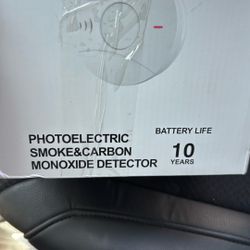 PHOTOELECTRIC
SMOKE&CARBON
MONOXIDE DETECTOR
BATTERY LIFE
10
YEARS